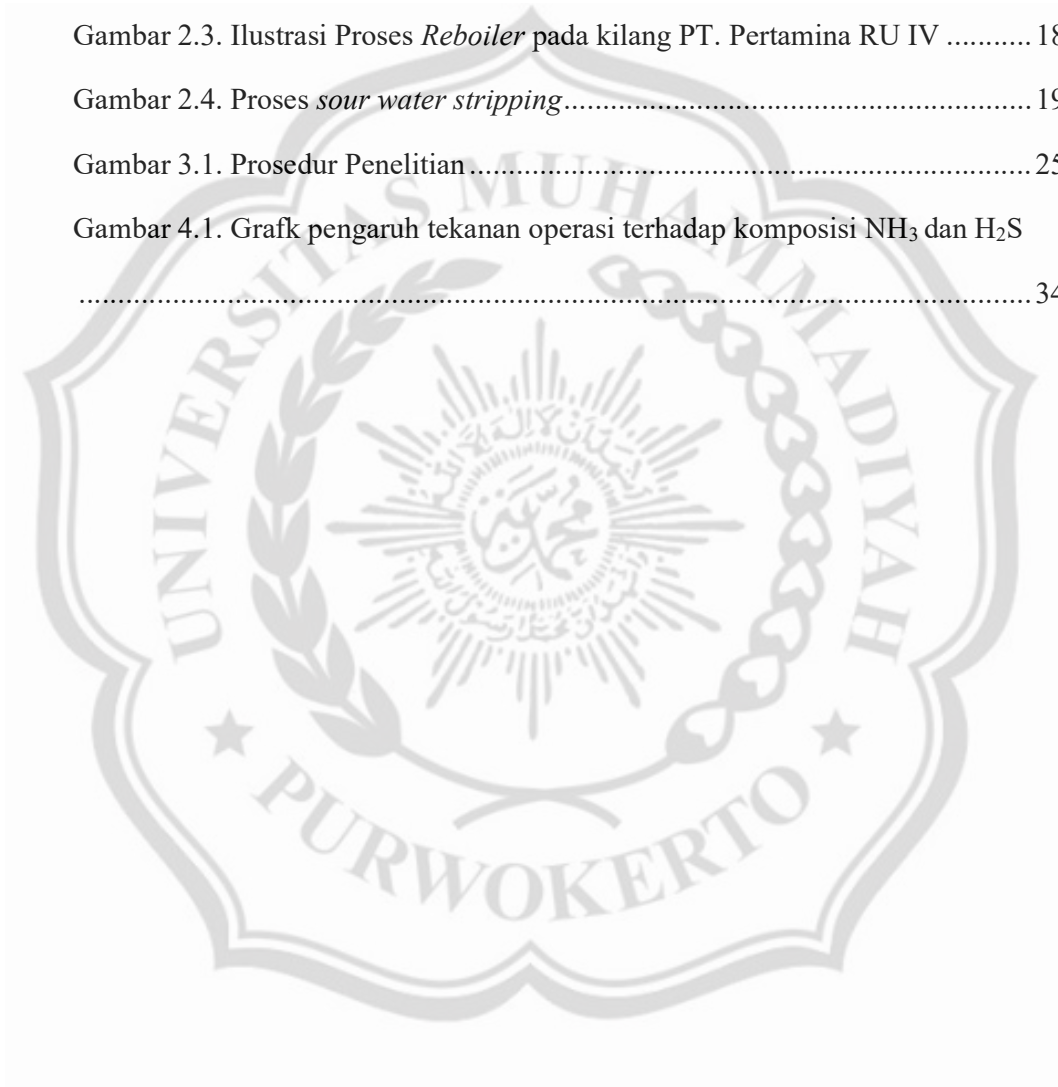 Gambar 2.3. Ilustrasi Proses Reboiler pada kilang PT. Pertamina RU IV ........... 18
Gambar 2.4. Proses sour water stripping............................................................ 19
Gambar 3.1. Prosedur Penelitian........................................................................ 25
Gambar 4.1. Grafk pengaruh tekanan operasi terhadap komposisi NH₃ dan H₂S
........................................................................................................................... 34
UNIVERSITAS MUHAMMADIYAH
PURWOKERTO